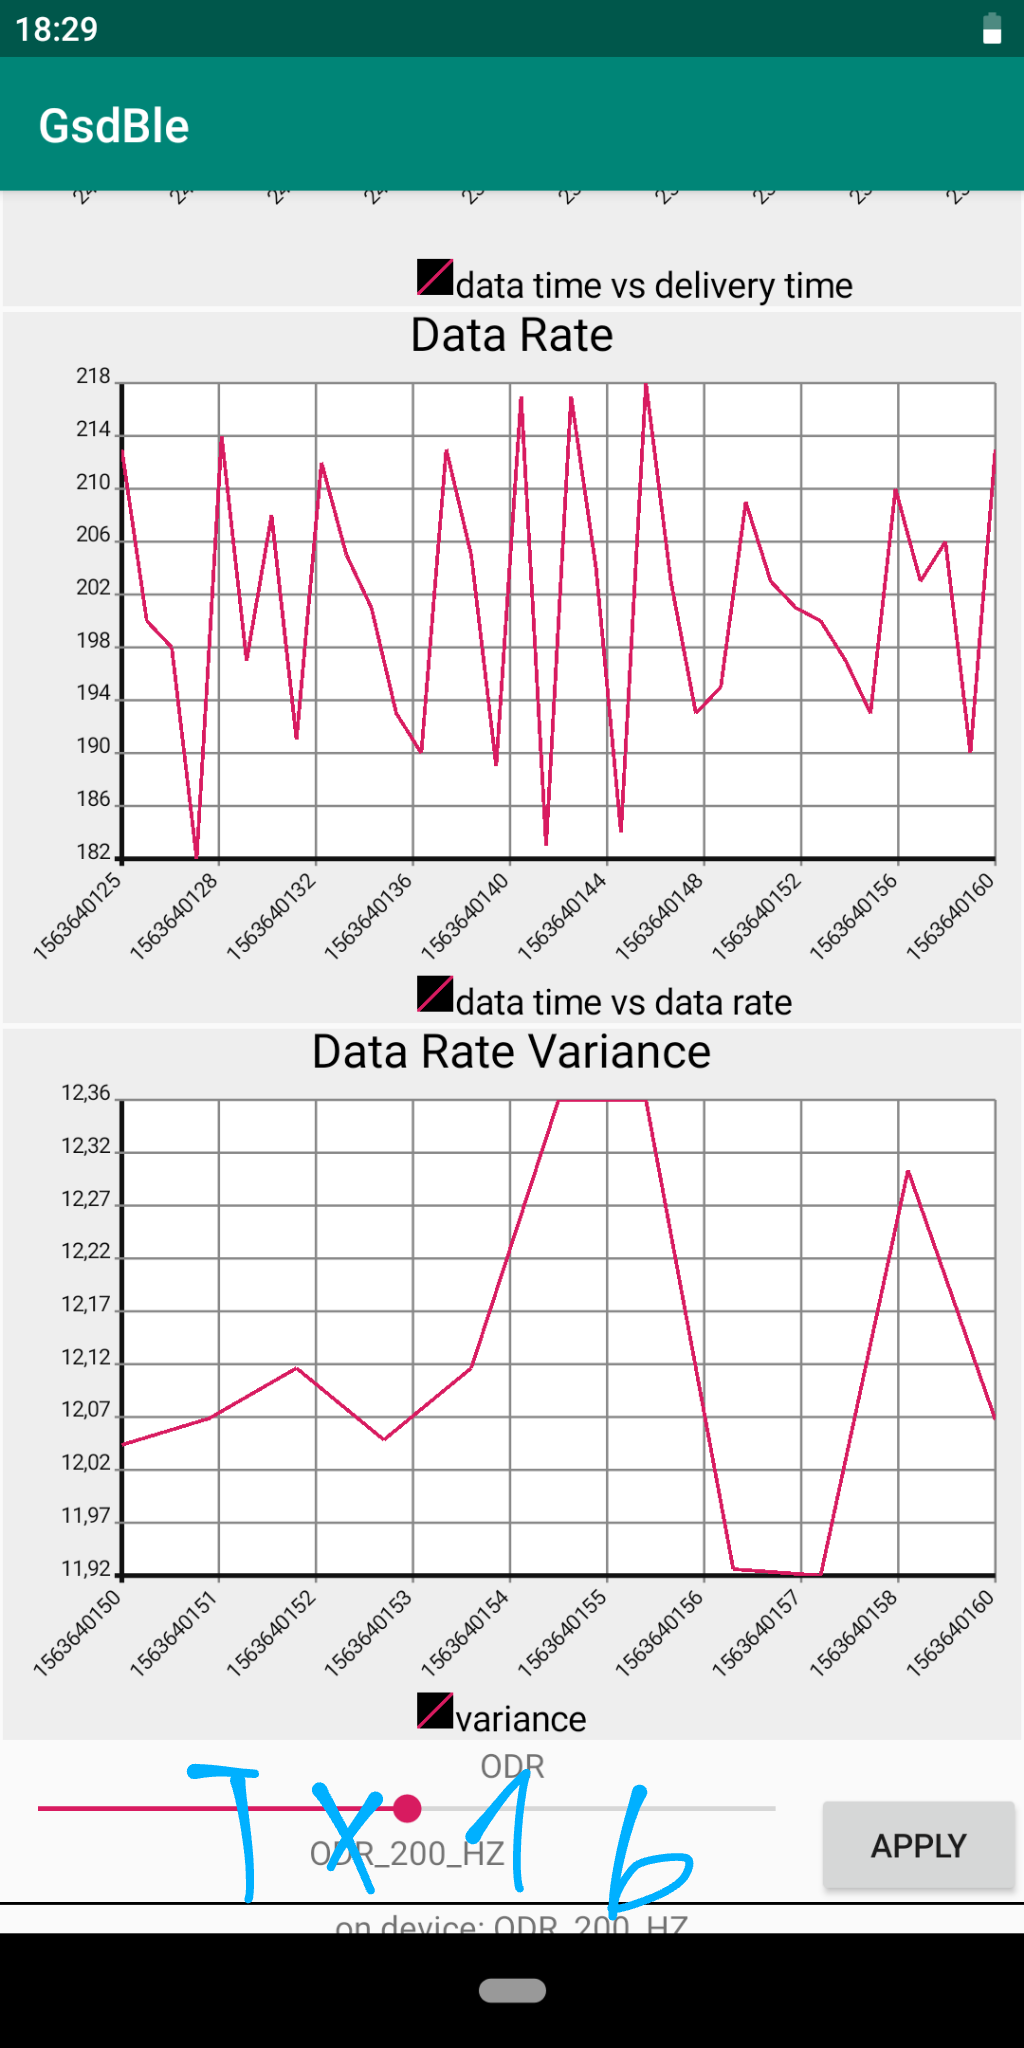 18:29
GsdBle
data time vs delivery time
Data Rate
218
214
210
206
202
198
194
190
186
182
1563640125 1563640128 1563640132 1563640136 1563640140 1563640144 1563640148 1563640152 1563640156 1563640160
data time vs data rate
Data Rate Variance
12,36
12,32
12,27
12,22
12,17
12,12
12,07
12,02
11,97
11,92
1563640150 1563640151 1563640152 1563640153 1563640154 1563640155 1563640156 1563640157 1563640158 1563640160
variance
ODR
Tx16
ODR_200_HZ
APPLY
on device: ODR_200_HZ